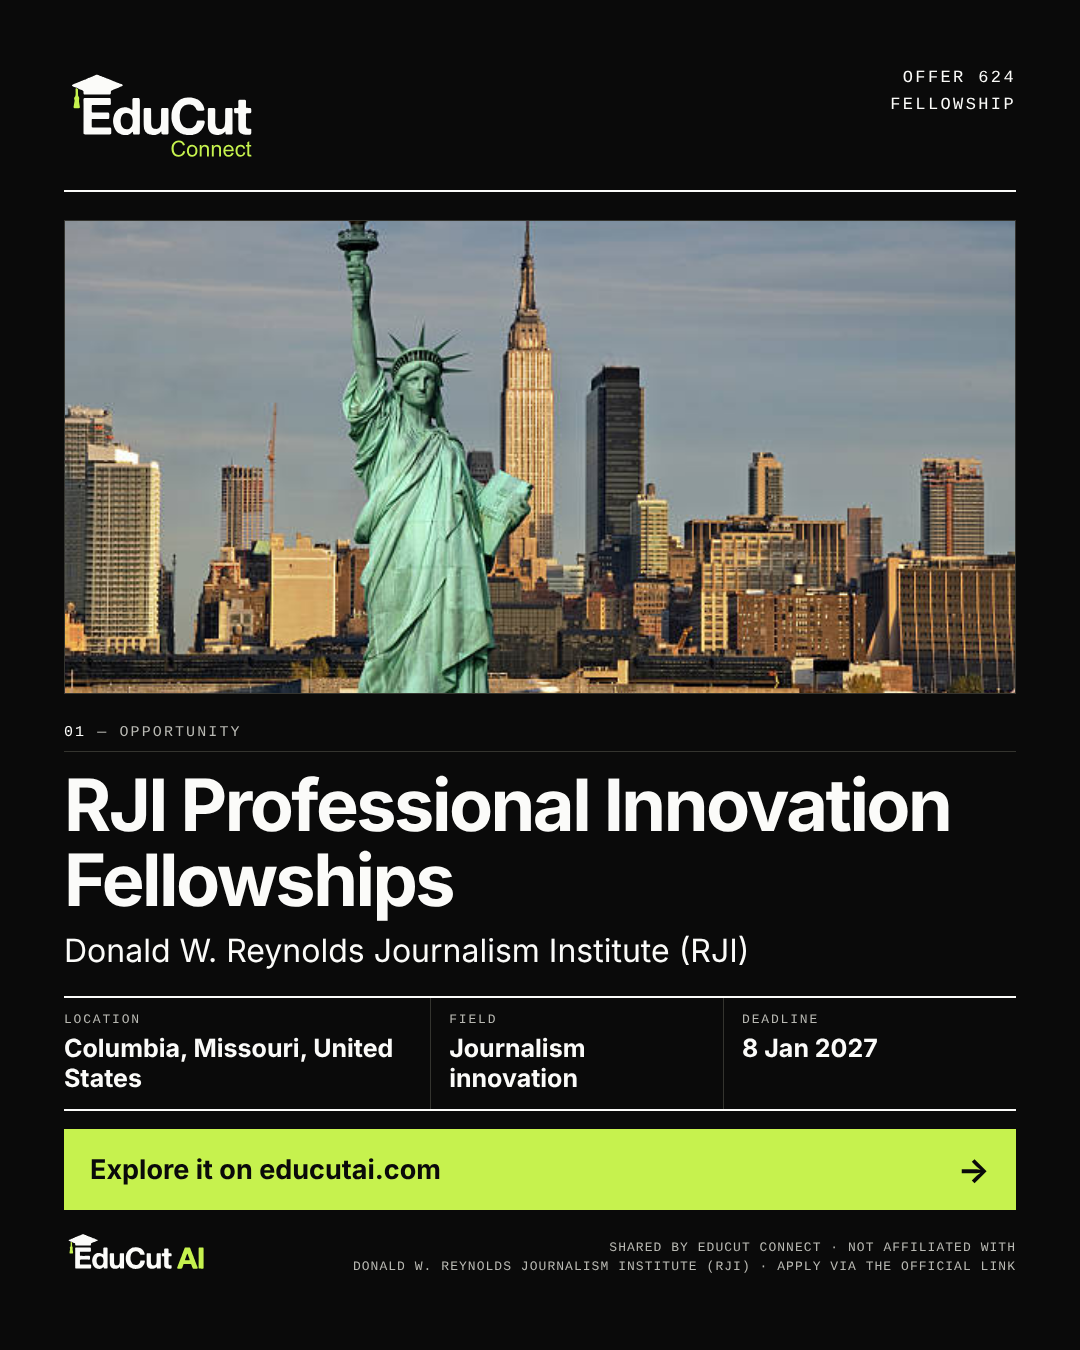 EduCut
Connect
OFFER 624
FELLOWSHIP
01 — OPPORTUNITY
RJI Professional Innovation
Fellowships
Donald W. Reynolds Journalism Institute (RJI)
LOCATION
Columbia, Missouri, United
States
FIELD
Journalism
innovation
DEADLINE
8 Jan 2027
Explore it on educutai.com →
EduCut AI
SHARED BY EDUCUT CONNECT · NOT AFFILIATED WITH
DONALD W. REYNOLDS JOURNALISM INSTITUTE (RJI) · APPLY VIA THE OFFICIAL LINK